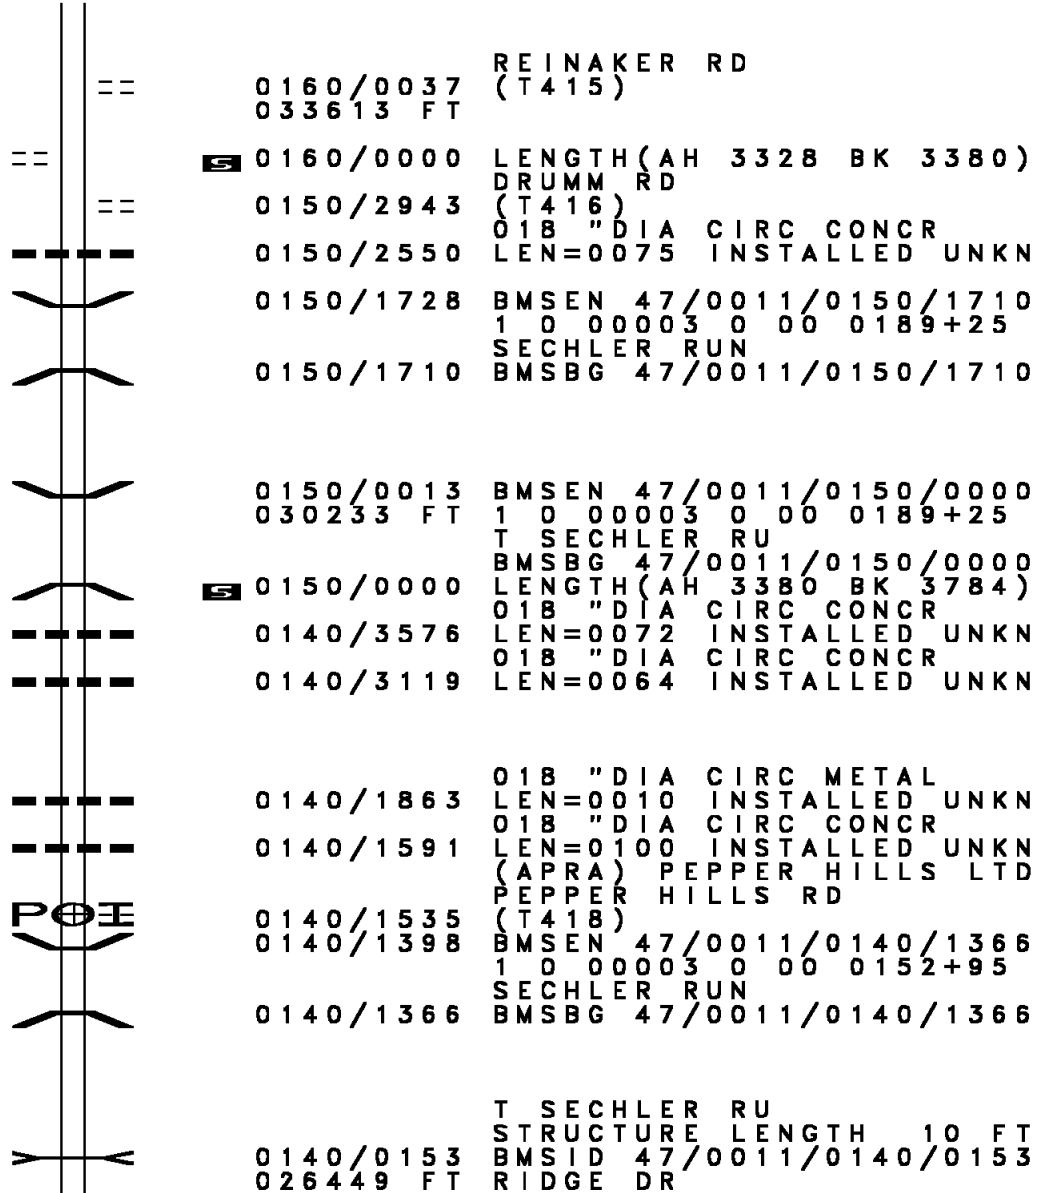 REINAKER RD
0160/0037 (T415)
033613 FT
S 0160/0000 LENGTH(AH 3328 BK 3380)
DRUMM RD
0150/2943 (T416)
018 "DIA CIRC CONCR
0150/2550 LEN=0075 INSTALLED UNKN
0150/1728 BMSEN 47/0011/0150/1710
1 0 00003 0 00 0189+25
SECHLER RUN
0150/1710 BMSBG 47/0011/0150/1710
0150/0013 BMSEN 47/0011/0150/0000
030233 FT 1 0 00003 0 00 0189+25
T SECHLER RU
BMSBG 47/0011/0150/0000
S 0150/0000 LENGTH(AH 3380 BK 3784)
018 "DIA CIRC CONCR
0140/3576 LEN=0072 INSTALLED UNKN
018 "DIA CIRC CONCR
0140/3119 LEN=0064 INSTALLED UNKN
018 "DIA CIRC METAL
0140/1863 LEN=0010 INSTALLED UNKN
018 "DIA CIRC CONCR
0140/1591 LEN=0100 INSTALLED UNKN
(APRA) PEPPER HILLS LTD
PEPPER HILLS RD
POI 0140/1535 (T418)
0140/1398 BMSEN 47/0011/0140/1366
1 0 00003 0 00 0152+95
SECHLER RUN
0140/1366 BMSBG 47/0011/0140/1366
T SECHLER RU
STRUCTURE LENGTH 10 FT
0140/0153 BMSID 47/0011/0140/0153
026449 FT RIDGE DR